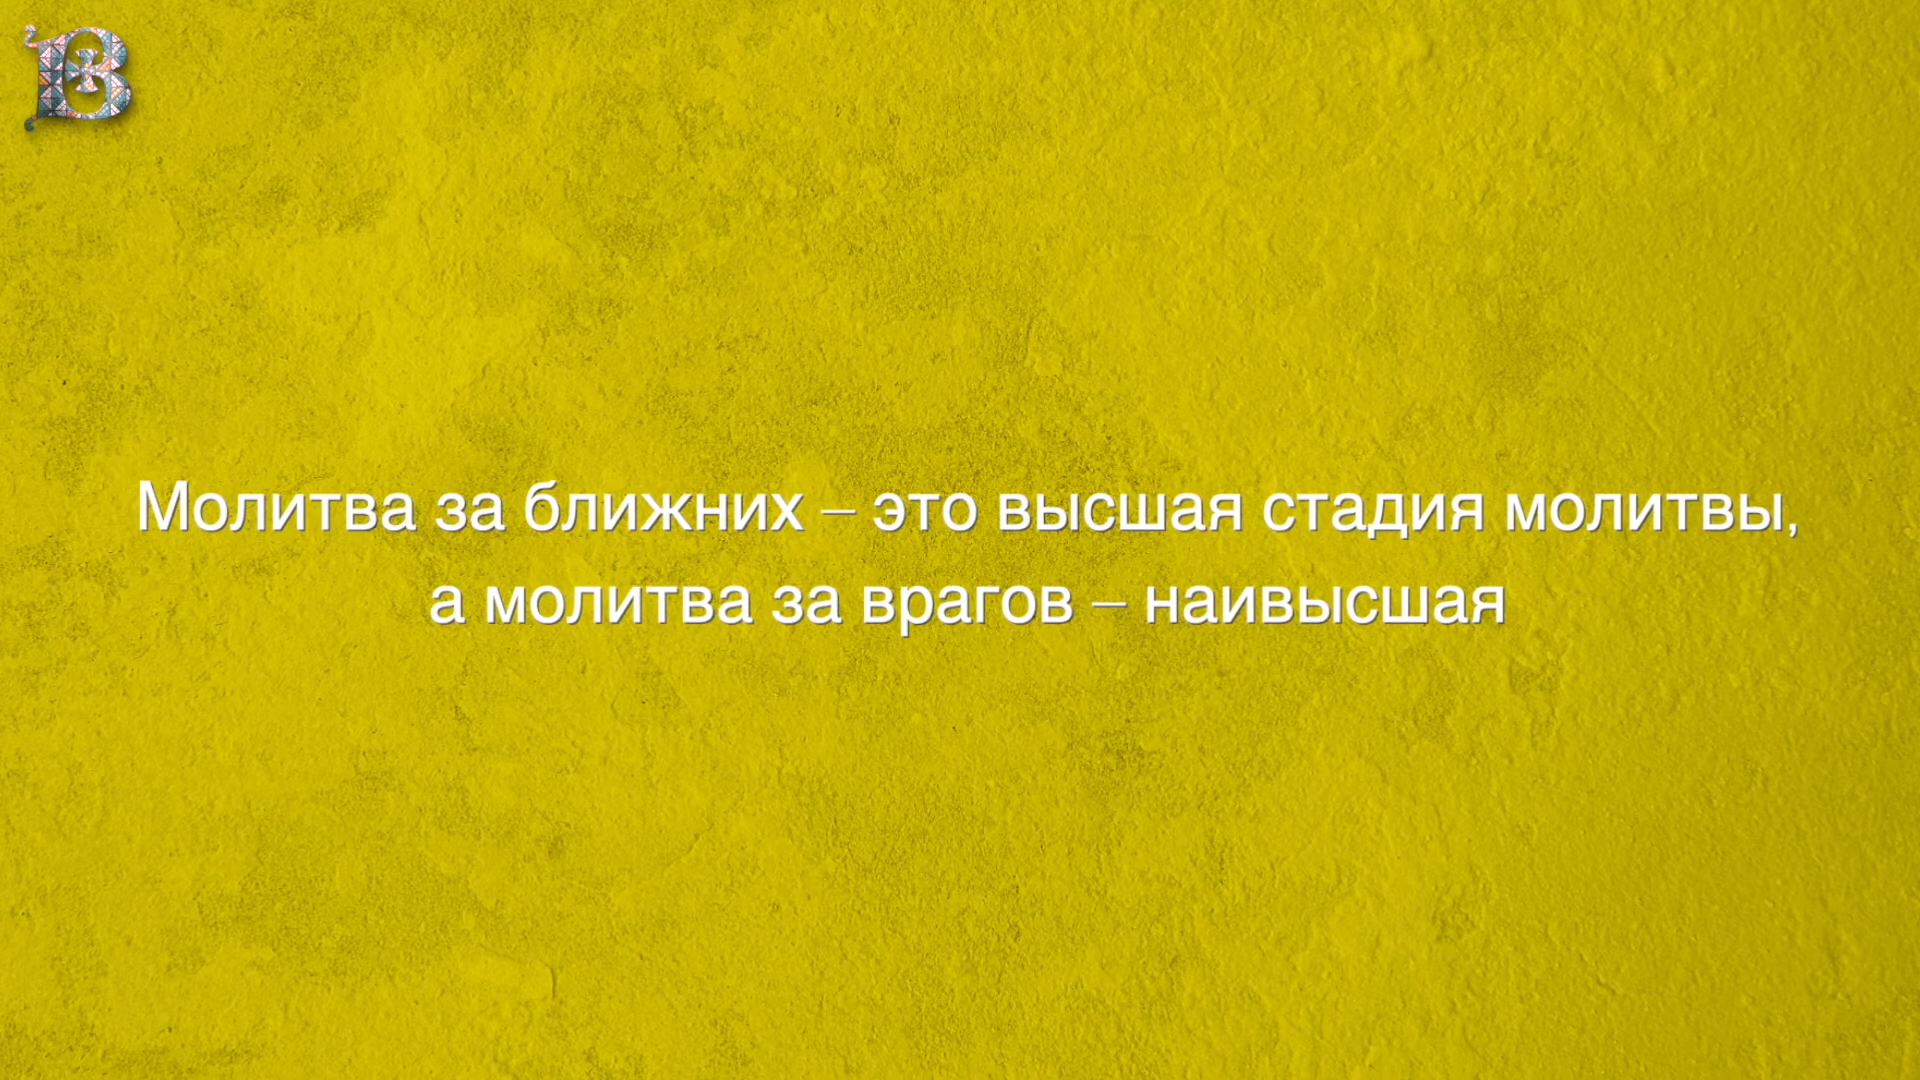 В
Молитва за ближних – это высшая стадия молитвы,
а молитва за врагов – наивысшая